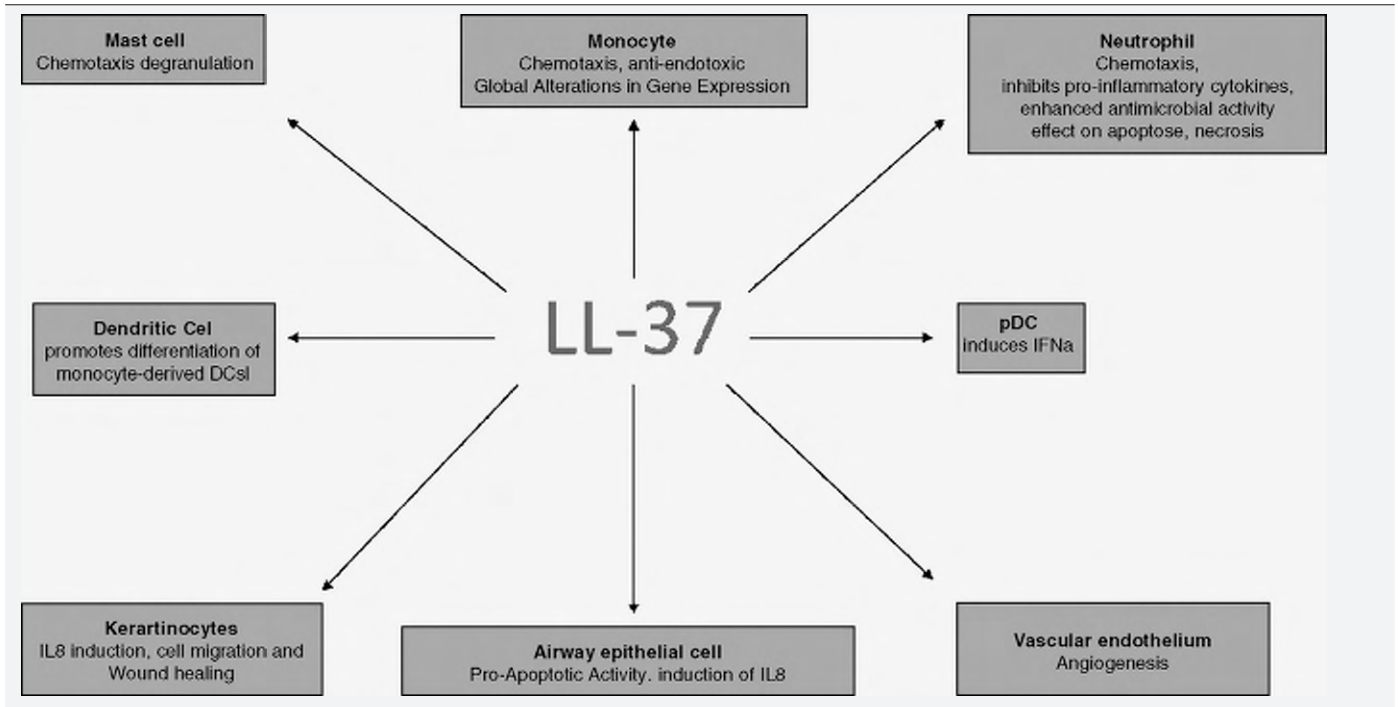 Mast cell
Chemotaxis degranulation
Monocyte
Chemotaxis, anti-endotoxic
Global Alterations in Gene Expression
Neutrophil
Chemotaxis,
inhibits pro-inflammatory cytokines,
enhanced antimicrobial activity
effect on apoptose, necrosis
Dendritic Cel
promotes differentiation of
monocyte-derived DCsl
LL-37
pDC
induces IFNa
Kerartinocytes
IL8 induction, cell migration and
Wound healing
Airway epithelial cell
Pro-Apoptotic Activity. induction of IL8
Vascular endothelium
Angiogenesis